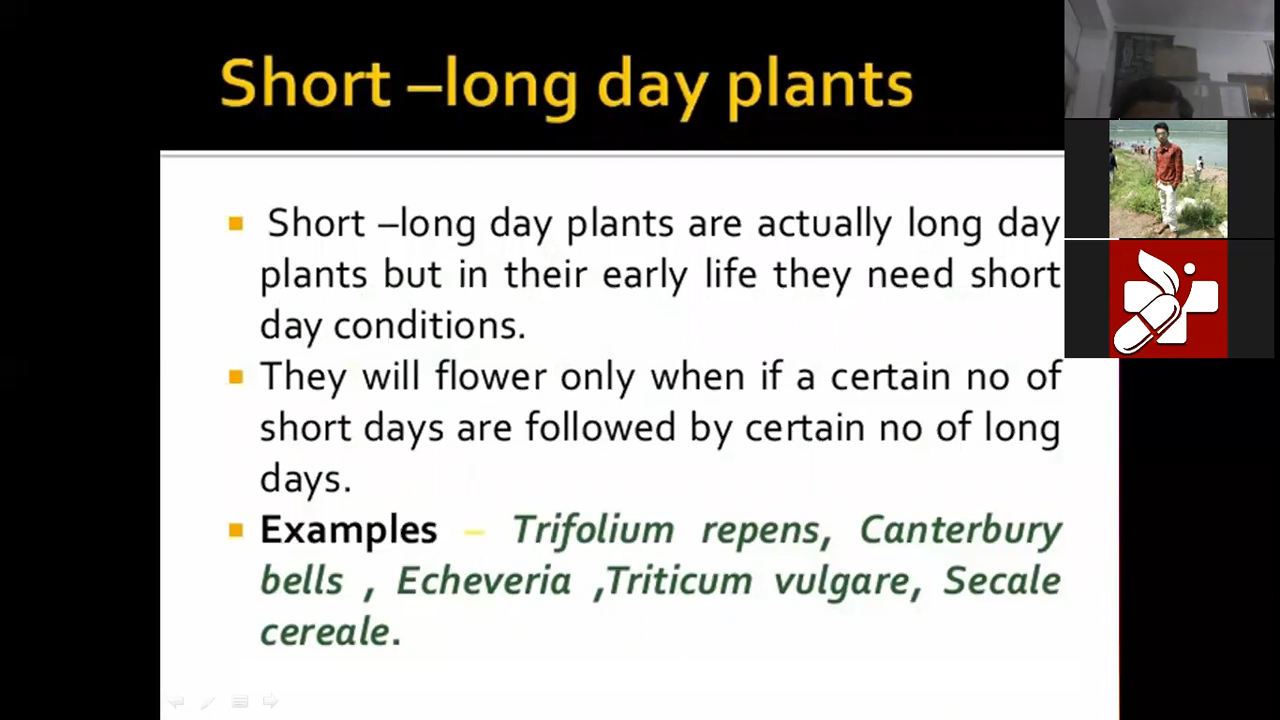 Short –long day plants
Short –long day plants are actually long day
plants but in their early life they need short
day conditions.
They will flower only when if a certain no of
short days are followed by certain no of long
days.
Examples – Trifolium repens, Canterbury
bells , Echeveria ,Triticum vulgare, Secale
cereale.